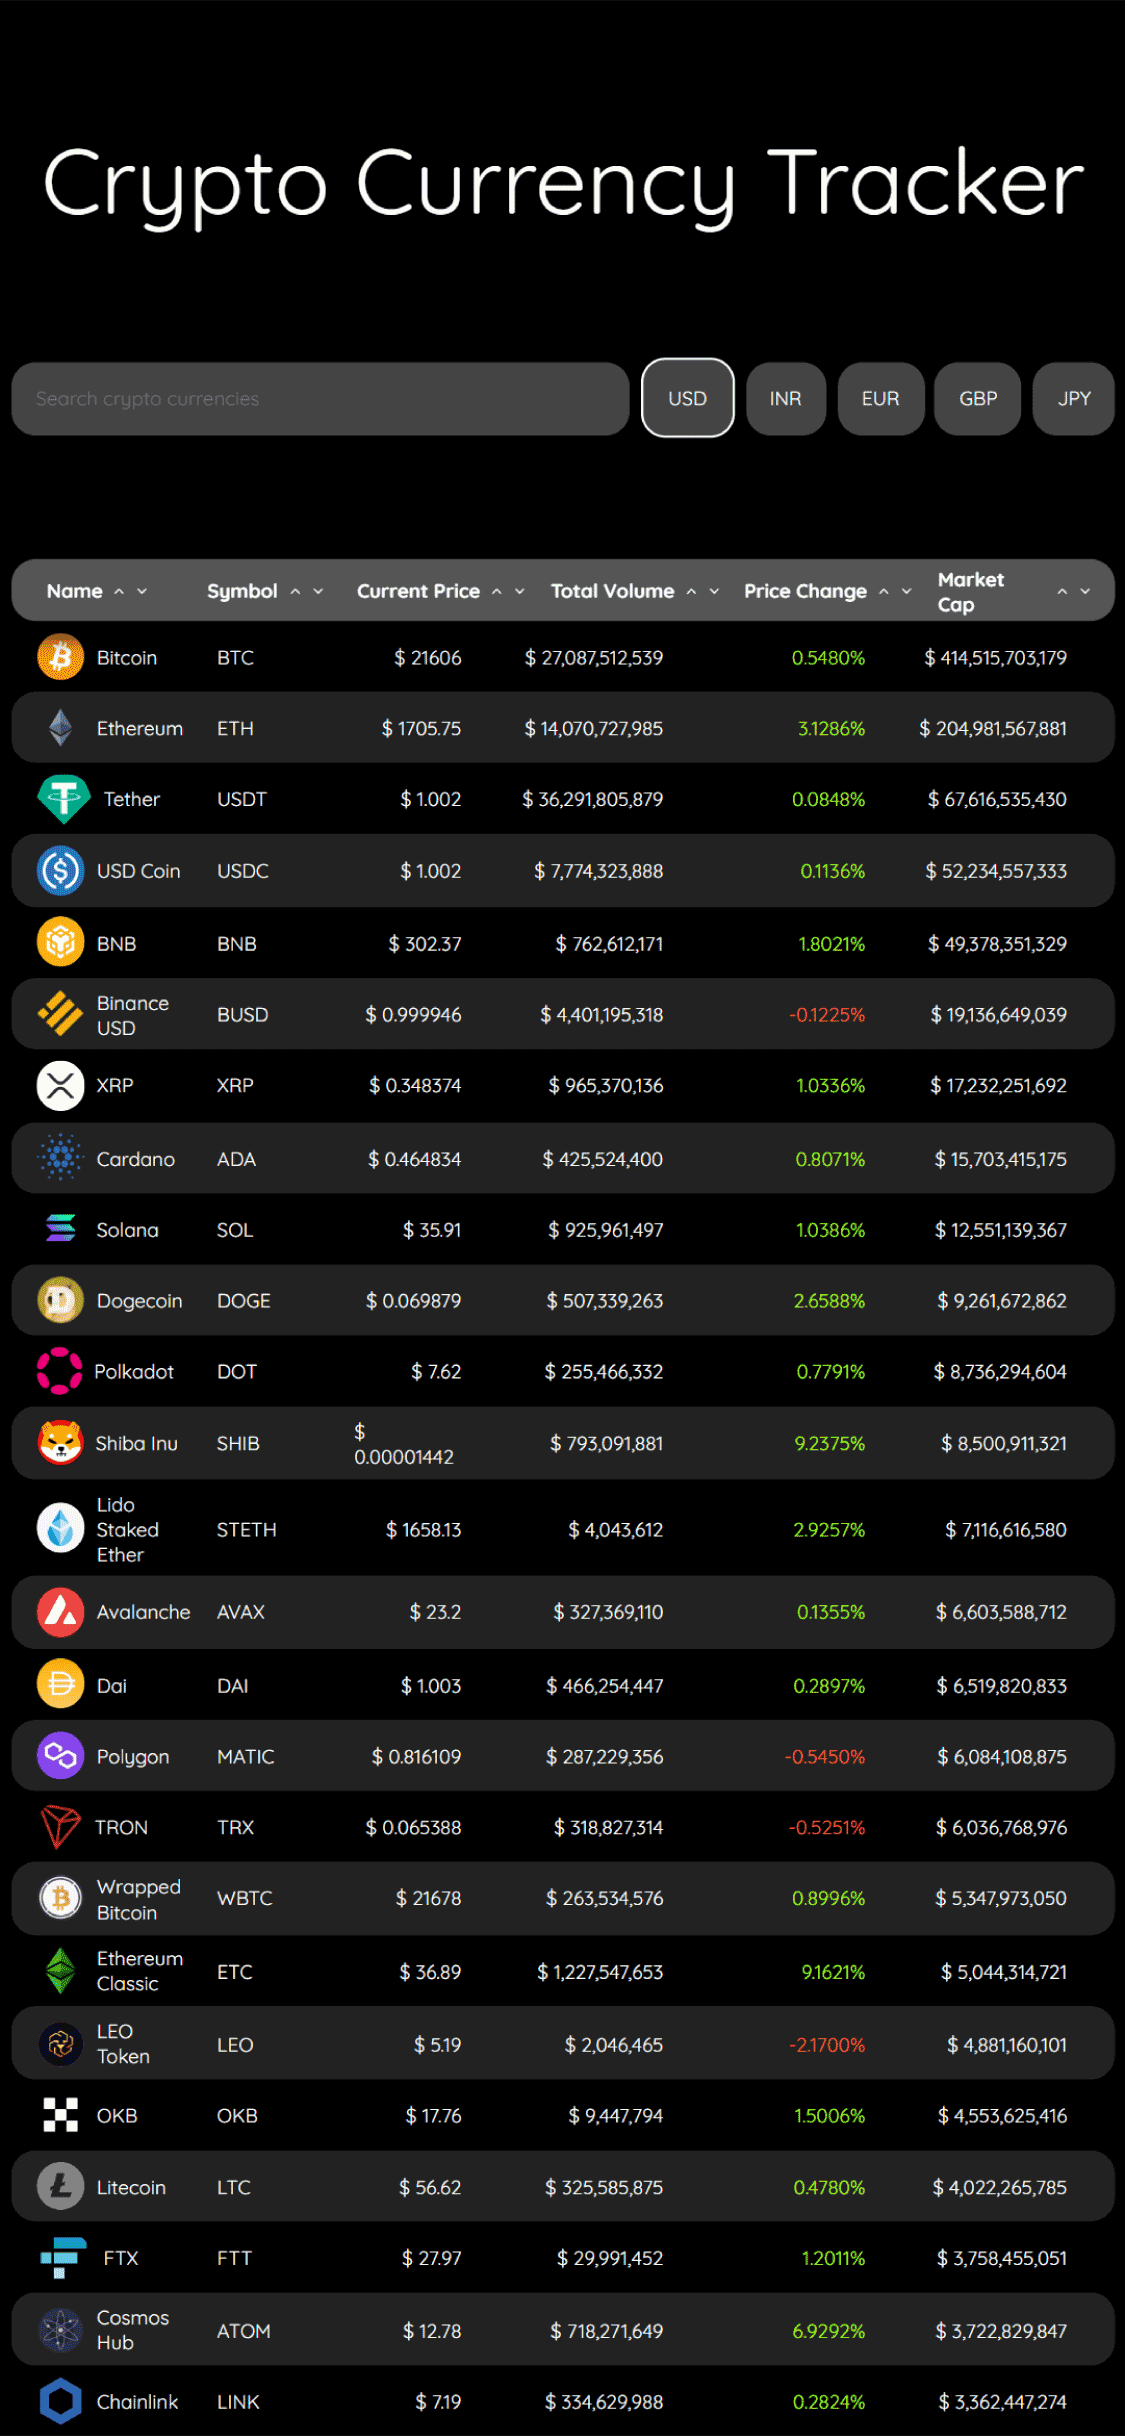 Crypto Currency Tracker
Search crypto currencies USD INR EUR GBP JPY
Name Symbol Current Price Total Volume Price Change Market Cap
Bitcoin BTC $ 21606 $ 27,087,512,539 0.5480% $ 414,515,703,179
Ethereum ETH $ 1705.75 $ 14,070,727,985 3.1286% $ 204,981,567,881
Tether USDT $ 1.002 $ 36,291,805,879 0.0848% $ 67,616,535,430
USD Coin USDC $ 1.002 $ 7,774,323,888 0.1136% $ 52,234,557,333
BNB BNB $ 302.37 $ 762,612,171 1.8021% $ 49,378,351,329
Binance USD BUSD $ 0.999946 $ 4,401,195,318 -0.1225% $ 19,136,649,039
XRP XRP $ 0.348374 $ 965,370,136 1.0336% $ 17,232,251,692
Cardano ADA $ 0.464834 $ 425,524,400 0.8071% $ 15,703,415,175
Solana SOL $ 35.91 $ 925,961,497 1.0386% $ 12,551,139,367
Dogecoin DOGE $ 0.069879 $ 507,339,263 2.6588% $ 9,261,672,862
Polkadot DOT $ 7.62 $ 255,466,332 0.7791% $ 8,736,294,604
Shiba Inu SHIB $ 0.00001442 $ 793,091,881 9.2375% $ 8,500,911,321
Lido Staked Ether STETH $ 1658.13 $ 4,043,612 2.9257% $ 7,116,616,580
Avalanche AVAX $ 23.2 $ 327,369,110 0.1355% $ 6,603,588,712
Dai DAI $ 1.003 $ 466,254,447 0.2897% $ 6,519,820,833
Polygon MATIC $ 0.816109 $ 287,229,356 -0.5450% $ 6,084,108,875
TRON TRX $ 0.065388 $ 318,827,314 -0.5251% $ 6,036,768,976
Wrapped Bitcoin WBTC $ 21678 $ 263,534,576 0.8996% $ 5,347,973,050
Ethereum Classic ETC $ 36.89 $ 1,227,547,653 9.1621% $ 5,044,314,721
LEO Token LEO $ 5.19 $ 2,046,465 -2.1700% $ 4,881,160,101
OKB OKB $ 17.76 $ 9,447,794 1.5006% $ 4,553,625,416
Litecoin LTC $ 56.62 $ 325,585,875 0.4780% $ 4,022,265,785
FTX FTT $ 27.97 $ 29,991,452 1.2011% $ 3,758,455,051
Cosmos Hub ATOM $ 12.78 $ 718,271,649 6.9292% $ 3,722,829,847
Chainlink LINK $ 7.19 $ 334,629,988 0.2824% $ 3,362,447,274